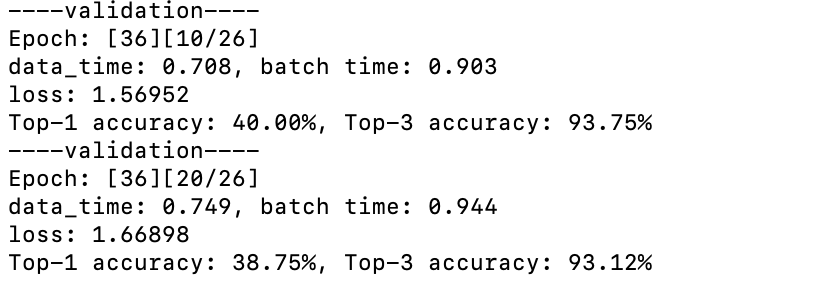 ----validation----
Epoch: [36][10/26]
data_time: 0.708, batch time: 0.903
loss: 1.56952
Top-1 accuracy: 40.00%, Top-3 accuracy: 93.75%
----validation----
Epoch: [36][20/26]
data_time: 0.749, batch time: 0.944
loss: 1.66898
Top-1 accuracy: 38.75%, Top-3 accuracy: 93.12%